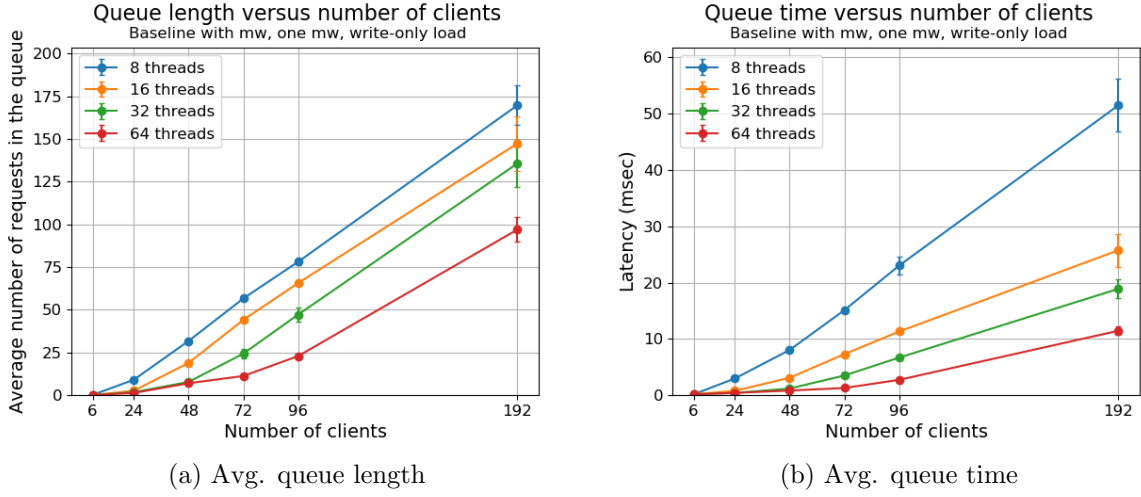 Queue length versus number of clients
Baseline with mw, one mw, write-only load
Average number of requests in the queue
200
175
150
125
100
75
50
25
0
8 threads
16 threads
32 threads
64 threads
6 24 48 72 96 192
Number of clients
(a) Avg. queue length
Queue time versus number of clients
Baseline with mw, one mw, write-only load
Latency (msec)
60
50
40
30
20
10
0
8 threads
16 threads
32 threads
64 threads
6 24 48 72 96 192
Number of clients
(b) Avg. queue time